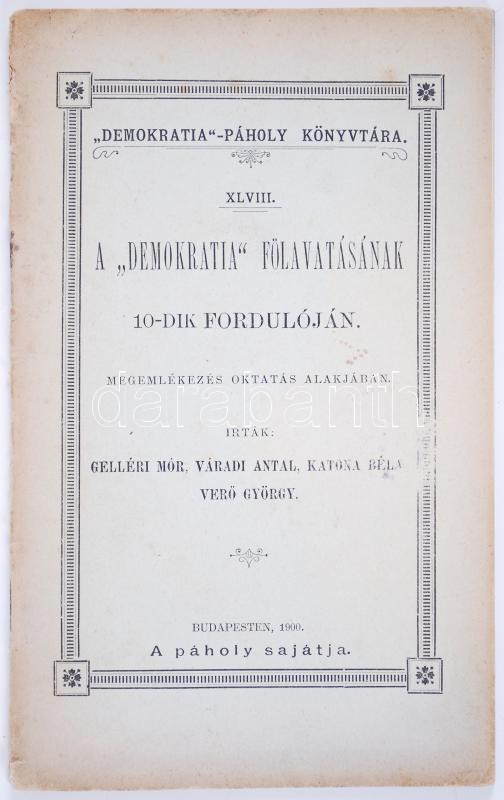 „DEMOKRATIA“-PÁHOLY KÖNYVTÁRA.
XLVIII.
A „DEMOKRATIA“ FÖLAVATÁSÁNAK
10-DIK FORDULÓJÁN.
MEGEMLÉKEZÉS OKTATÁS ALAKJÁBAN.
darabanth
IRTÁK:
GELLÉRI MÓR, VÁRADI ANTAL, KATONA BÉLA
VERŐ GYÖRGY.
BUDAPESTEN, 1900.
A páholy sajátja.